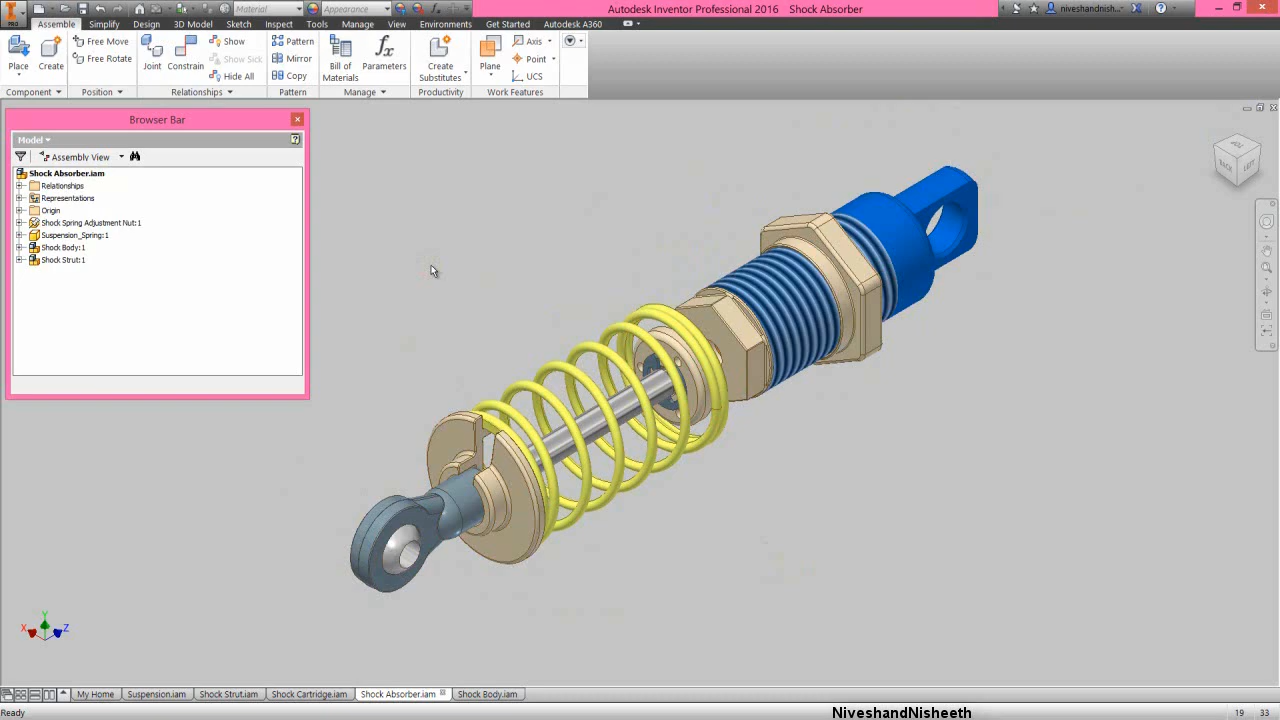 PRO
Material
Appearance
Autodesk Inventor Professional 2016 Shock Absorber
niveshandnish...
Assemble Simplify Design 3D Model Sketch Inspect Tools Manage View Environments Get Started Autodesk A360
Place
Create
Free Move
Free Rotate
Joint
Constrain
Show
Show Sick
Hide All
Pattern
Mirror
Copy
Bill of
Materials
Parameters
Create
Substitutes
Plane
Axis
Point
UCS
Component Position Relationships Pattern Manage Productivity Work Features
Browser Bar
Model
Assembly View
Shock Absorber.iam
Relationships
Representations
Origin
Shock Spring Adjustment Nut:1
Suspension_Spring:1
Shock Body:1
Shock Strut:1
BACK
LEFT
Y
X
Z
My Home Suspension.iam Shock Strut.iam Shock Cartridge.iam Shock Absorber.iam Shock Body.iam
Ready
NiveshandNisheeth
19 33